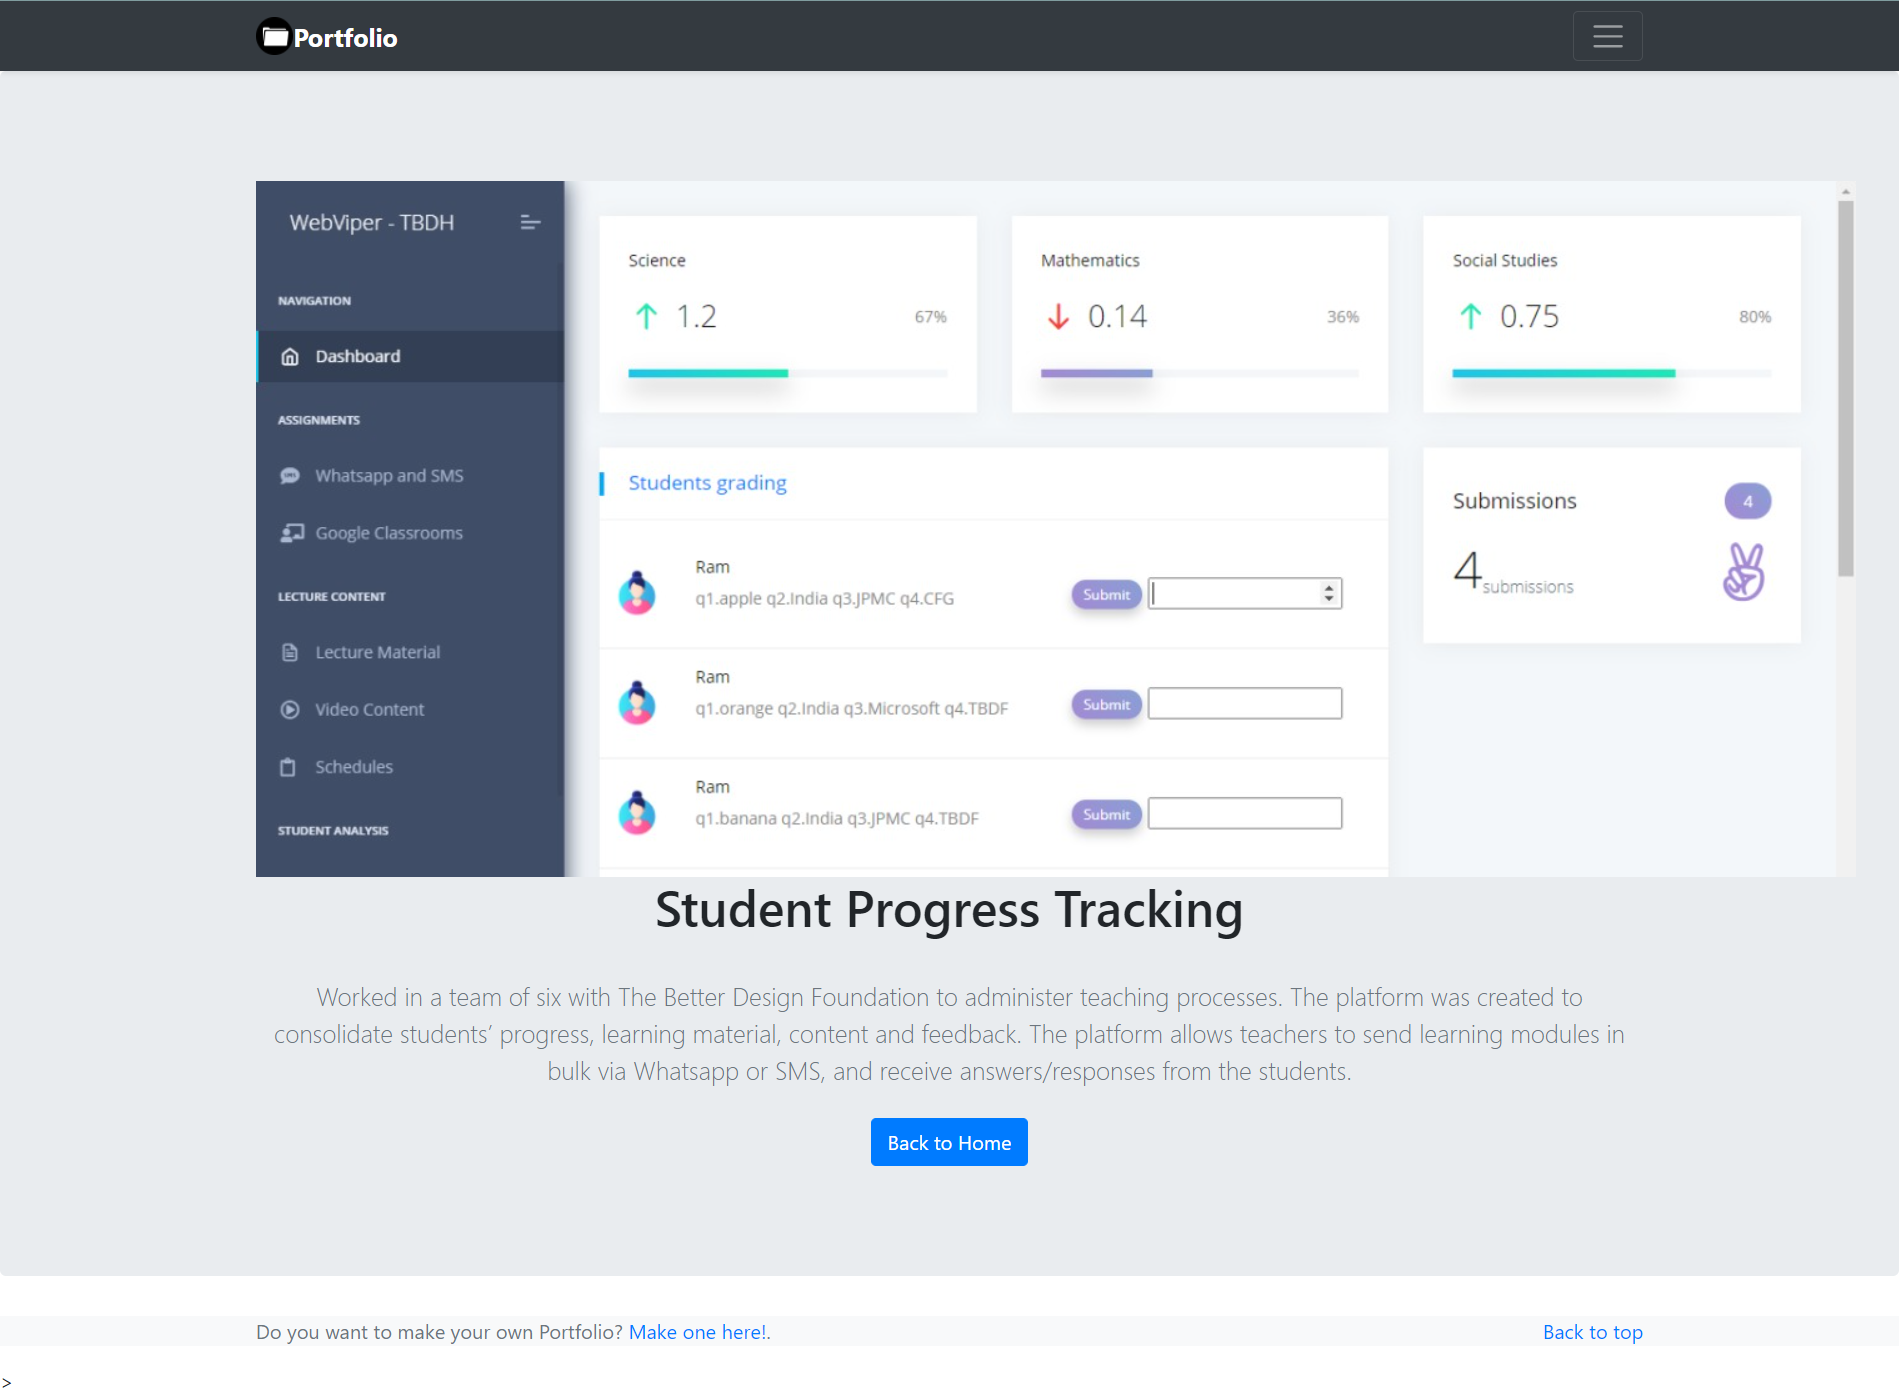 Portfolio
WebViper - TBDH
NAVIGATION
Dashboard
ASSIGNMENTS
Whatsapp and SMS
Google Classrooms
LECTURE CONTENT
Lecture Material
Video Content
Schedules
STUDENT ANALYSIS
Science
1.2
67%
Mathematics
0.14
36%
Social Studies
0.75
80%
Students grading
Ram
q1.apple q2.India q3.JPMC q4.CFG
Submit
Ram
q1.orange q2.India q3.Microsoft q4.TBDF
Submit
Ram
q1.banana q2.India q3.JPMC q4.TBDF
Submit
Submissions
4
4submissions
Student Progress Tracking
Worked in a team of six with The Better Design Foundation to administer teaching processes. The platform was created to
consolidate students’ progress, learning material, content and feedback. The platform allows teachers to send learning modules in
bulk via Whatsapp or SMS, and receive answers/responses from the students.
Back to Home
Do you want to make your own Portfolio? Make one here!.
Back to top
>